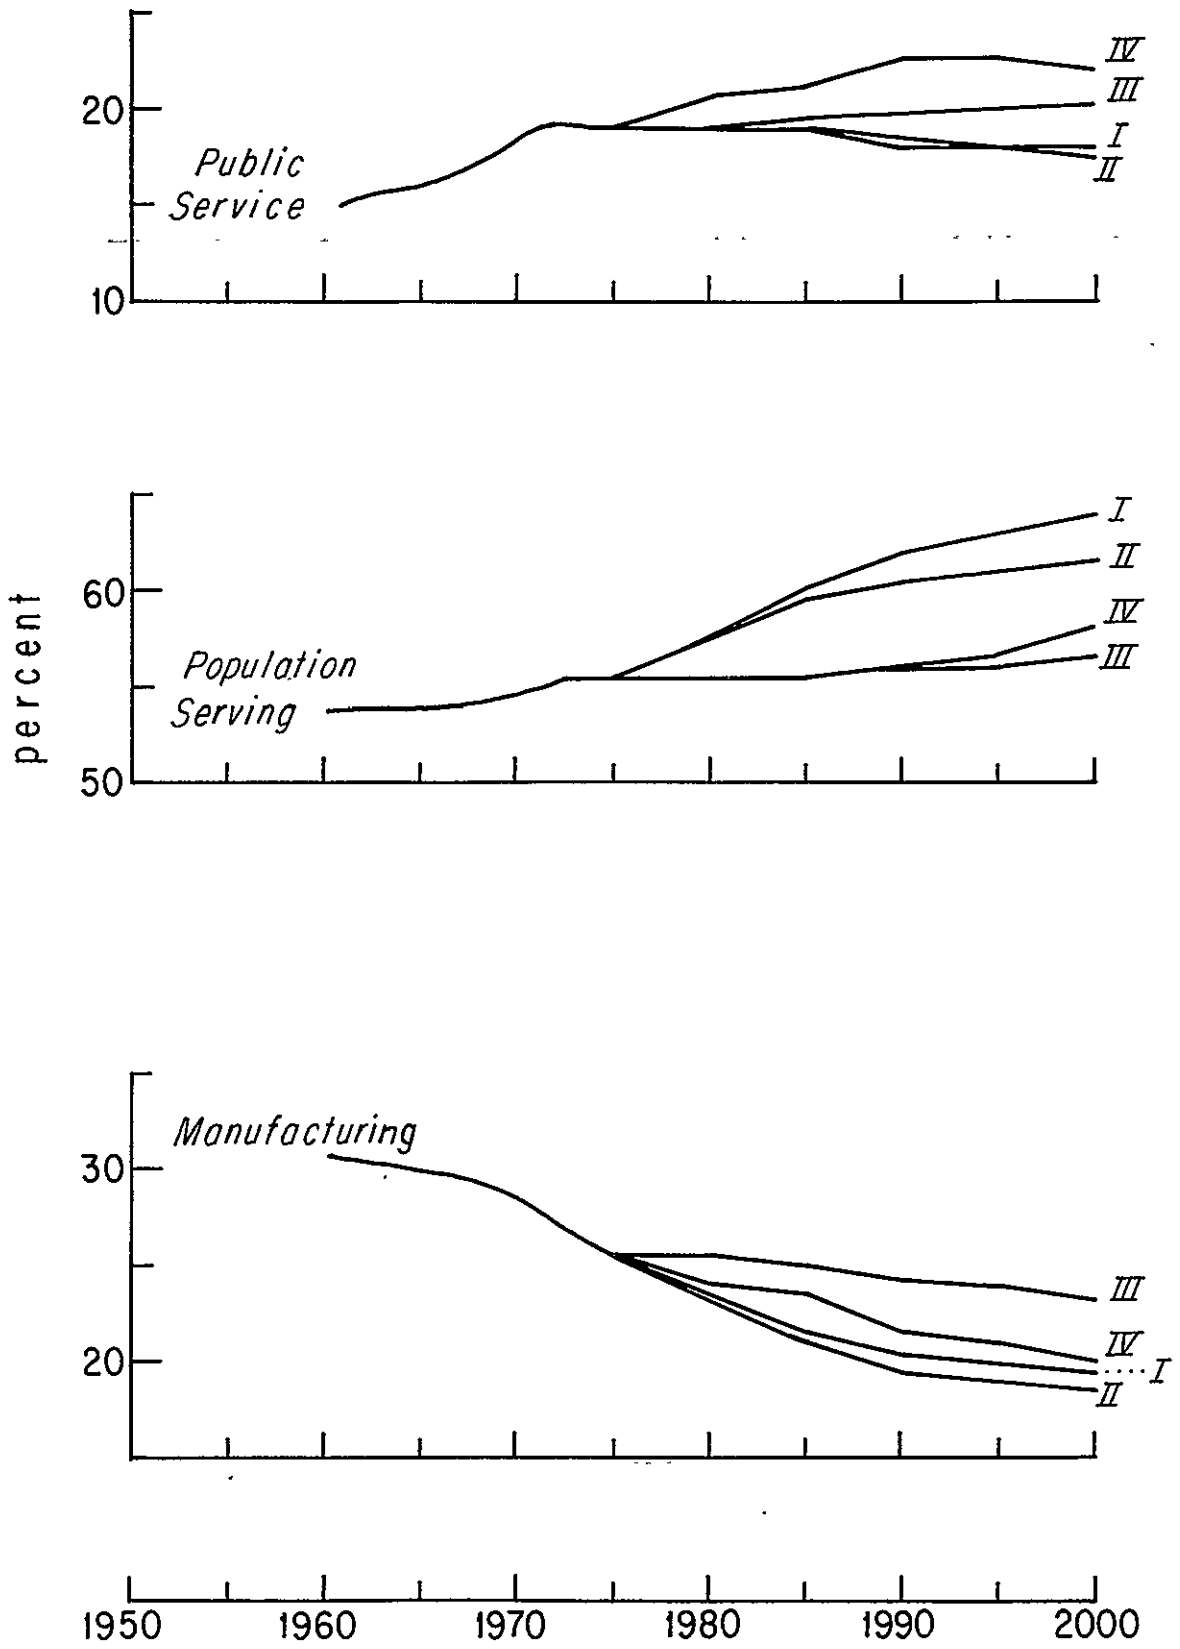 20
10
Public
Service
IV
III
I
II
percent
60
50
Population
Serving
I
II
IV
III
30
20
Manufacturing
III
IV
I
II
1950 1960 1970 1980 1990 2000